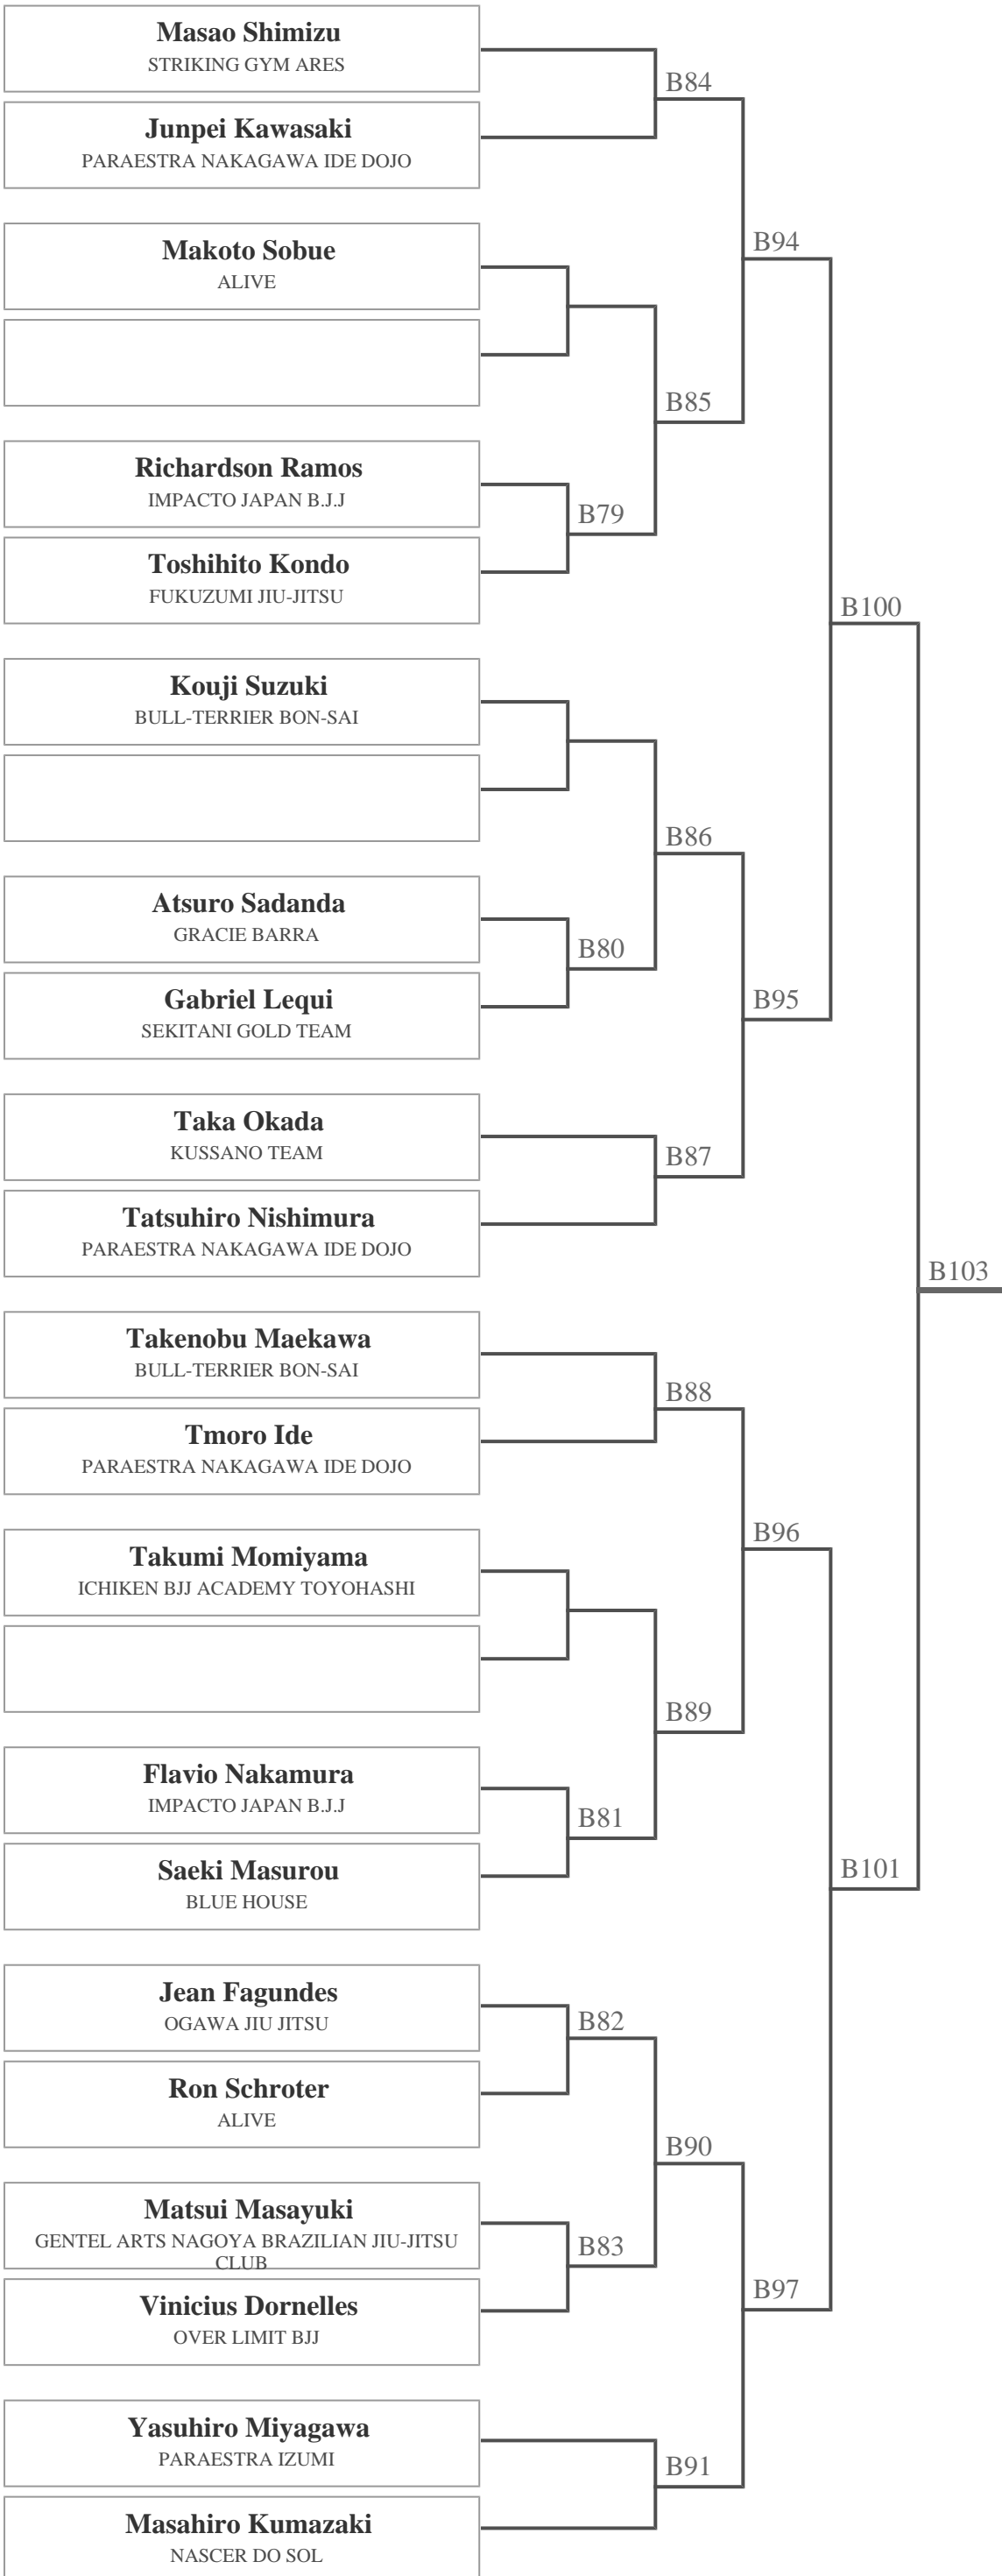 Masao Shimizu
STRIKING GYM ARES
B84
Junpei Kawasaki
PARAESTRA NAKAGAWA IDE DOJO
B94
Makoto Sobue
ALIVE
B85
Richardson Ramos
IMPACTO JAPAN B.J.J
B79
Toshihito Kondo
FUKUZUMI JIU-JITSU
B100
Kouji Suzuki
BULL-TERRIER BON-SAI
B86
Atsuro Sadanda
GRACIE BARRA
B80
Gabriel Lequi
SEKITANI GOLD TEAM
B95
Taka Okada
KUSSANO TEAM
B87
Tatsuhiro Nishimura
PARAESTRA NAKAGAWA IDE DOJO
B103
Takenobu Maekawa
BULL-TERRIER BON-SAI
B88
Tmoro Ide
PARAESTRA NAKAGAWA IDE DOJO
B96
Takumi Momiyama
ICHIKEN BJJ ACADEMY TOYOHASHI
B89
Flavio Nakamura
IMPACTO JAPAN B.J.J
B81
Saeki Masurou
BLUE HOUSE
B101
Jean Fagundes
OGAWA JIU JITSU
B82
Ron Schroter
ALIVE
B90
Matsui Masayuki
GENTEL ARTS NAGOYA BRAZILIAN JIU-JITSU
CLUB
B83
Vinicius Dornelles
OVER LIMIT BJJ
B97
Yasuhiro Miyagawa
PARAESTRA IZUMI
B91
Masahiro Kumazaki
NASCER DO SOL